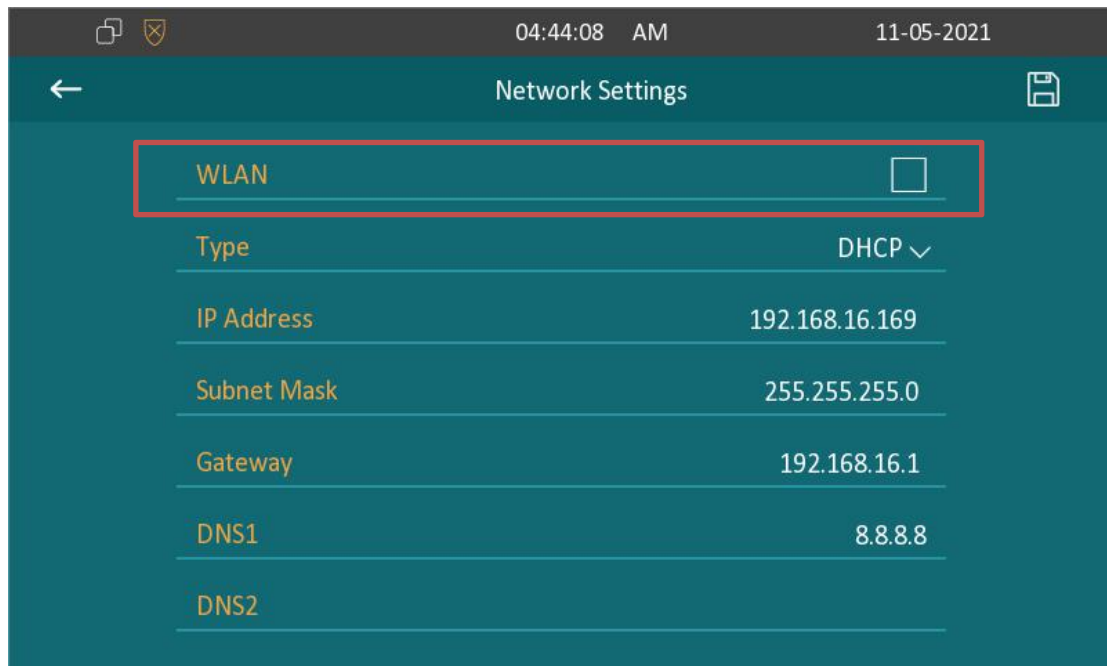 04:44:08 AM 11-05-2021
Network Settings
WLAN
Type DHCP
IP Address 192.168.16.169
Subnet Mask 255.255.255.0
Gateway 192.168.16.1
DNS1 8.8.8.8
DNS2